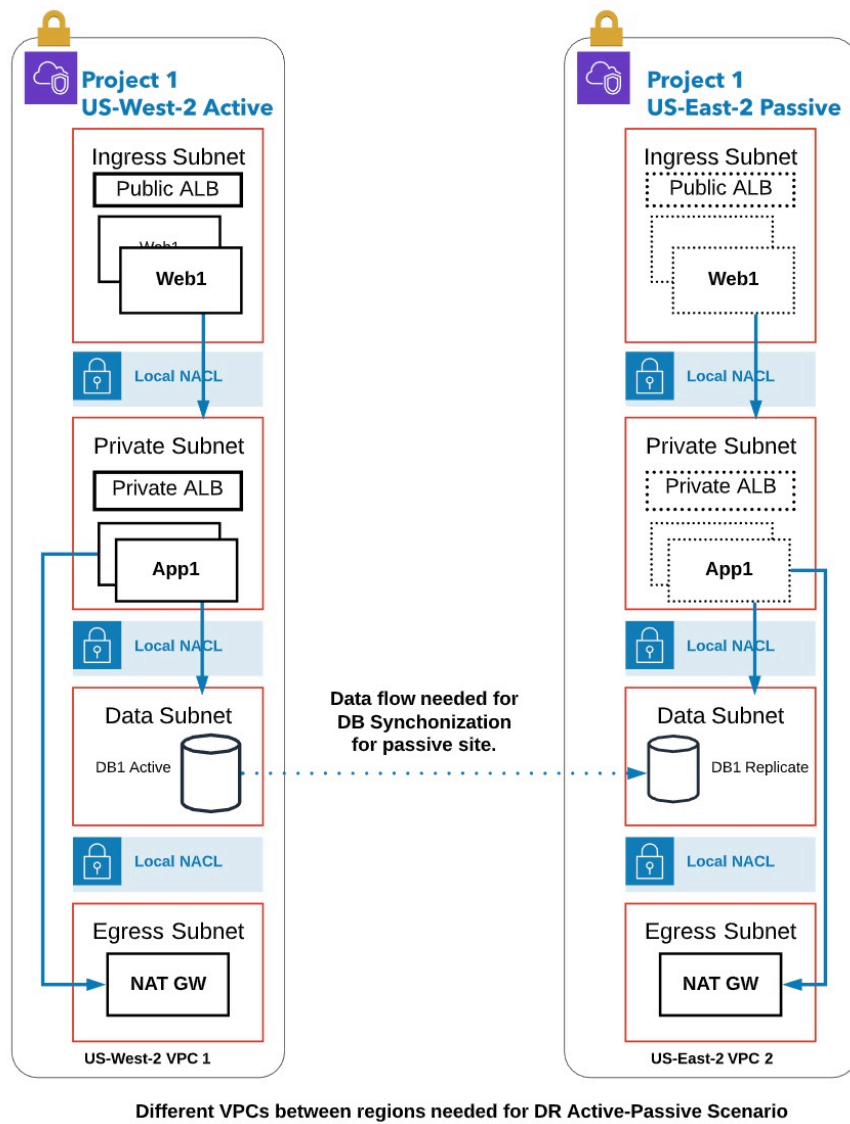 Project 1
US-West-2 Active
Ingress Subnet
Public ALB
Web1
Web1
Local NACL
Private Subnet
Private ALB
App1
Local NACL
Data Subnet
DB1 Active
Local NACL
Egress Subnet
NAT GW
US-West-2 VPC 1
Data flow needed for
DB Synchonization
for passive site.
Project 1
US-East-2 Passive
Ingress Subnet
Public ALB
Web1
Local NACL
Private Subnet
Private ALB
App1
Local NACL
Data Subnet
DB1 Replicate
Local NACL
Egress Subnet
NAT GW
US-East-2 VPC 2
Different VPCs between regions needed for DR Active-Passive Scenario